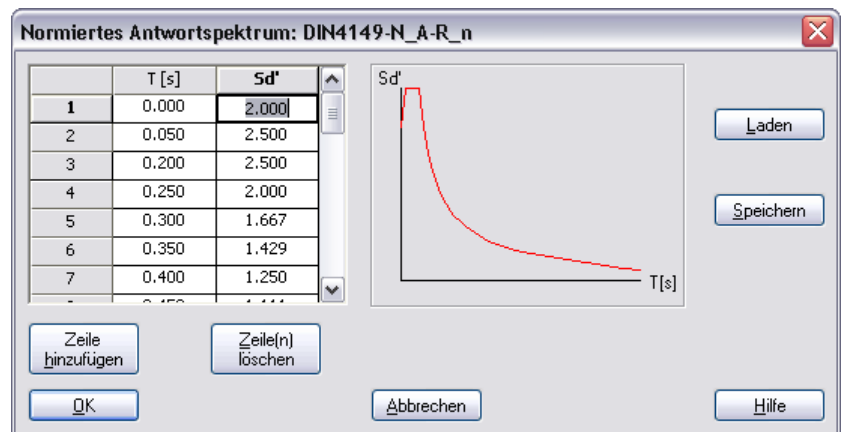 Normiertes Antwortspektrum: DIN4149-N_A-R_n
T [s] Sd'
1 0.000 2.000
2 0.050 2.500
3 0.200 2.500
4 0.250 2.000
5 0.300 1.667
6 0.350 1.429
7 0.400 1.250
Sd'
T[s]
Laden
Speichern
Zeile
hinzufügen
Zeile(n)
löschen
OK
Abbrechen
Hilfe